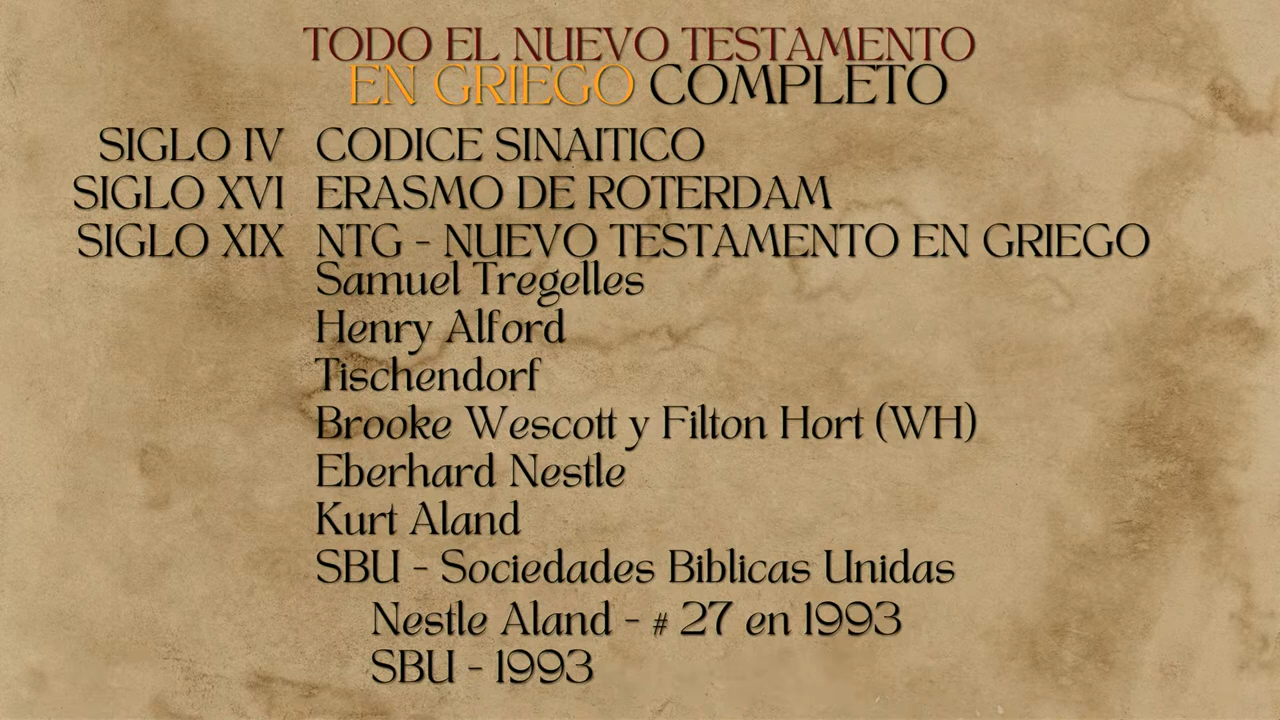 TODO EL NUEVO TESTAMENTO
EN GRIEGO COMPLETO
SIGLO IV CODICE SINAITICO
SIGLO XVI ERASMO DE ROTERDAM
SIGLO XIX NTG - NUEVO TESTAMENTO EN GRIEGO
Samuel Tregelles
Henry Alford
Tischendorf
Brooke Wescott y Filton Hort (WH)
Eberhard Nestle
Kurt Aland
SBU - Sociedades Biblicas Unidas
Nestle Aland - # 27 en 1993
SBU - 1993